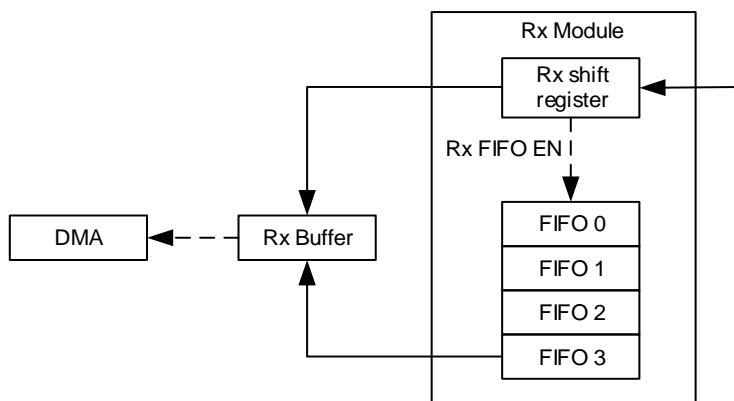 Rx Module
Rx shift
register
Rx FIFO EN
DMA
Rx Buffer
FIFO 0
FIFO 1
FIFO 2
FIFO 3